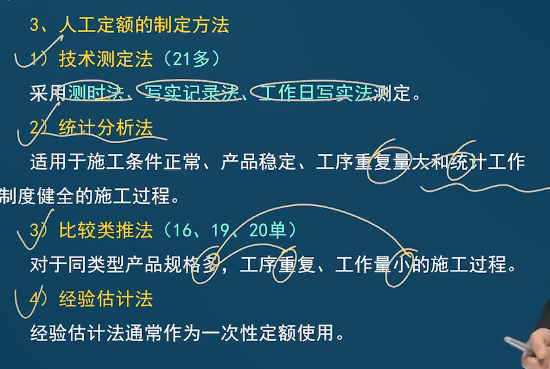 3、人工定额的制定方法
1）技术测定法（21多）
采用测时法、写实记录法、工作日写实法测定。
2）统计分析法
适用于施工条件正常、产品稳定、工序重复量大和统计工作
制度健全的施工过程。
3）比较类推法（16、19、20单）
对于同类型产品规格多，工序重复、工作量小的施工过程。
4）经验估计法
经验估计法通常作为一次性定额使用。